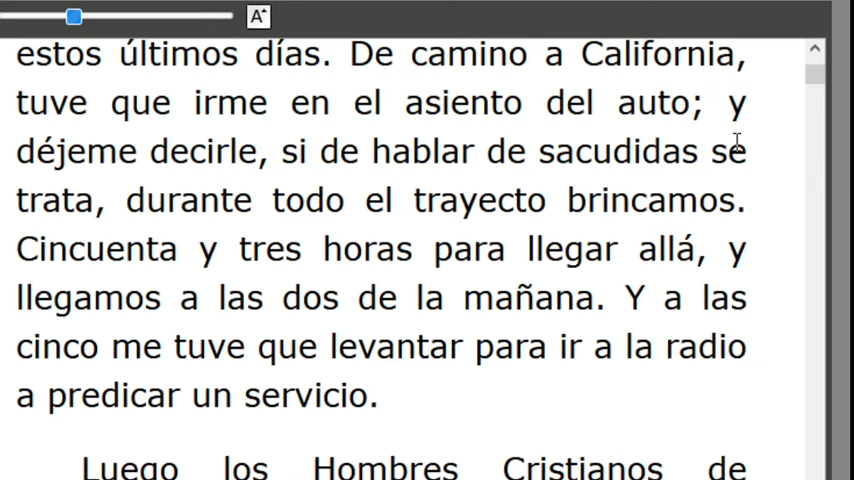 A
estos últimos días. De camino a California,
tuve que irme en el asiento del auto; y
déjeme decirle, si de hablar de sacudidas se
trata, durante todo el trayecto brincamos.
Cincuenta y tres horas para llegar allá, y
llegamos a las dos de la mañana. Y a las
cinco me tuve que levantar para ir a la radio
a predicar un servicio.
Luego los Hombres Cristianos de